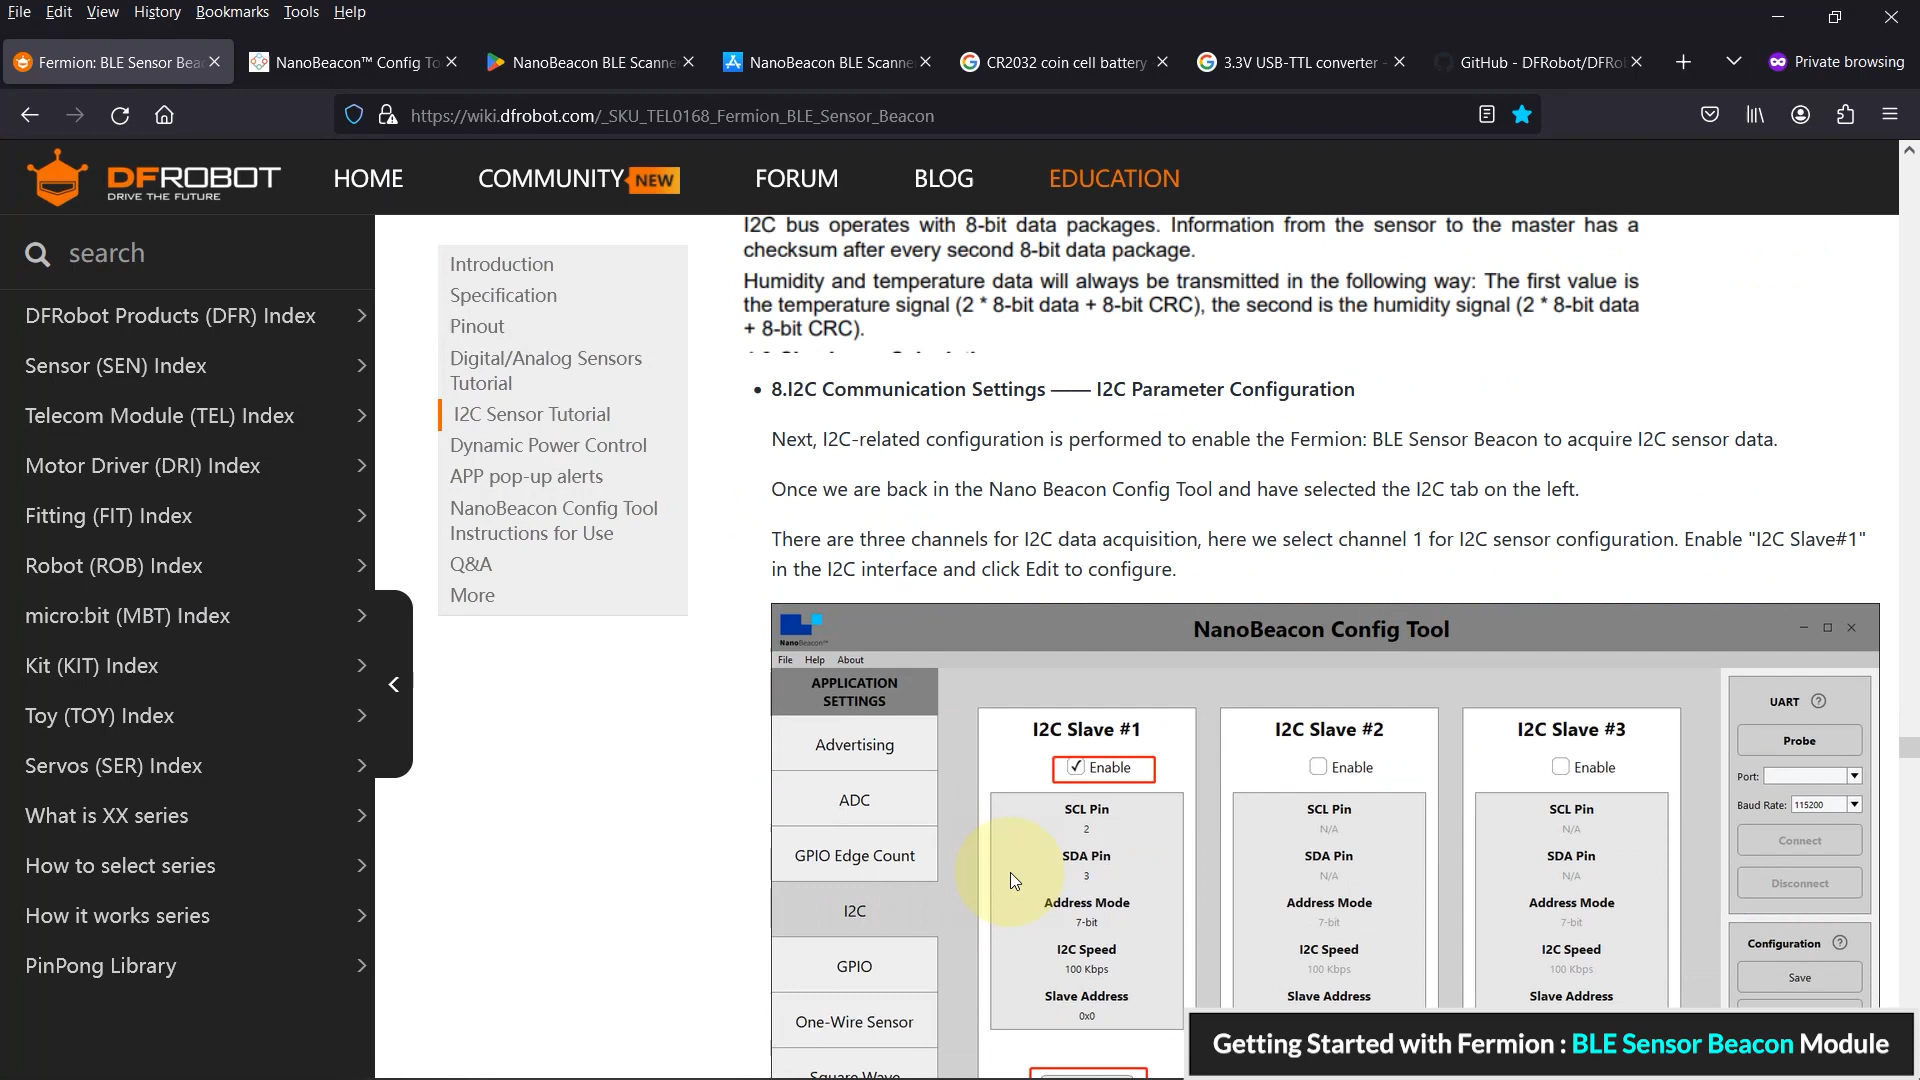 File Edit View History Bookmarks Tools Help
Fermion: BLE Sensor Bea
NanoBeacon™ Config To
NanoBeacon BLE Scanne
NanoBeacon BLE Scanne
CR2032 coin cell battery
3.3V USB-TTL converter -
GitHub - DFRobot/DFRo
Private browsing
https://wiki.dfrobot.com/_SKU_TEL0168_Fermion_BLE_Sensor_Beacon
DFROBOT
DRIVE THE FUTURE
HOME
COMMUNITY NEW
FORUM
BLOG
EDUCATION
search
DFRobot Products (DFR) Index
Sensor (SEN) Index
Telecom Module (TEL) Index
Motor Driver (DRI) Index
Fitting (FIT) Index
Robot (ROB) Index
micro:bit (MBT) Index
Kit (KIT) Index
Toy (TOY) Index
Servos (SER) Index
What is XX series
How to select series
How it works series
PinPong Library
Introduction
Specification
Pinout
Digital/Analog Sensors
Tutorial
I2C Sensor Tutorial
Dynamic Power Control
APP pop-up alerts
NanoBeacon Config Tool
Instructions for Use
Q&A
More
I2C bus operates with 8-bit data packages. Information from the sensor to the master has a
checksum after every second 8-bit data package.
Humidity and temperature data will always be transmitted in the following way: The first value is
the temperature signal (2 * 8-bit data + 8-bit CRC), the second is the humidity signal (2 * 8-bit data
+ 8-bit CRC).
• 8.I2C Communication Settings —— I2C Parameter Configuration
Next, I2C-related configuration is performed to enable the Fermion: BLE Sensor Beacon to acquire I2C sensor data.
Once we are back in the Nano Beacon Config Tool and have selected the I2C tab on the left.
There are three channels for I2C data acquisition, here we select channel 1 for I2C sensor configuration. Enable "I2C Slave#1"
in the I2C interface and click Edit to configure.
NanoBeacon™
NanoBeacon Config Tool
File Help About
APPLICATION
SETTINGS
Advertising
ADC
GPIO Edge Count
I2C
GPIO
One-Wire Sensor
Square Wave
I2C Slave #1
Enable
SCL Pin
2
SDA Pin
3
Address Mode
7-bit
I2C Speed
100 Kbps
Slave Address
0x0
I2C Slave #2
Enable
SCL Pin
N/A
SDA Pin
N/A
Address Mode
7-bit
I2C Speed
100 Kbps
Slave Address
I2C Slave #3
Enable
SCL Pin
N/A
SDA Pin
N/A
Address Mode
7-bit
I2C Speed
100 Kbps
Slave Address
UART ?
Probe
Port:
Baud Rate: 115200
Connect
Disconnect
Configuration ?
Save
Getting Started with Fermion : BLE Sensor Beacon Module